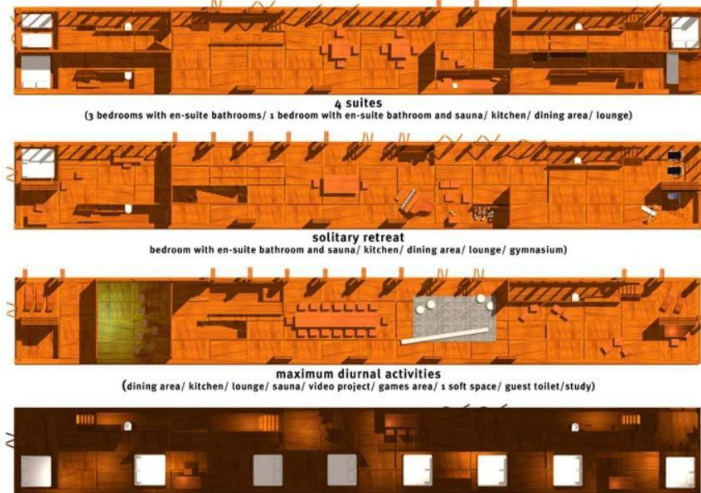 4 suites
(3 bedrooms with en-suite bathrooms/ 1 bedroom with en-suite bathroom and sauna/ kitchen/ dining area/ lounge)
solitary retreat
bedroom with en-suite bathroom and sauna/ kitchen/ dining area/ lounge/ gymnasium)
maximum diurnal activities
(dining area/ kitchen/ lounge/ sauna/ video project/ games area/ 1 soft space/ guest toilet/study)